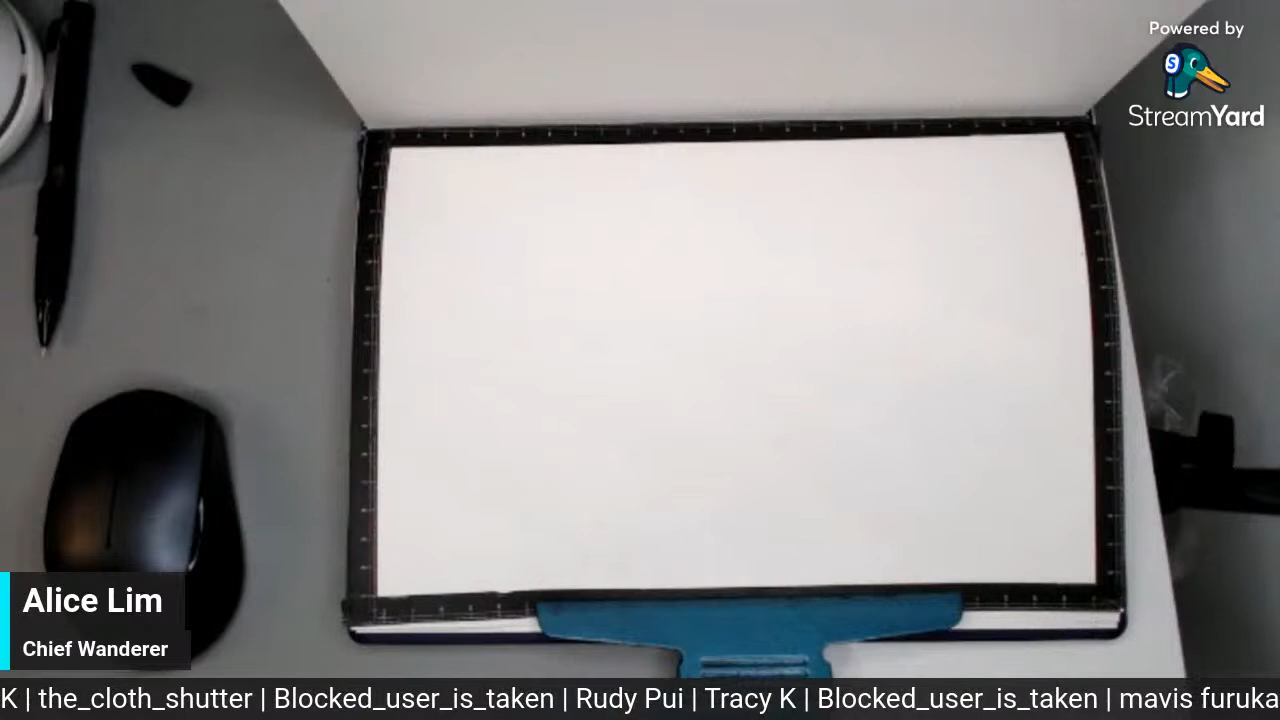 Powered by
StreamYard
Alice Lim
Chief Wanderer
K | the_cloth_shutter | Blocked_user_is_taken | Rudy Pui | Tracy K | Blocked_user_is_taken | mavis furuka